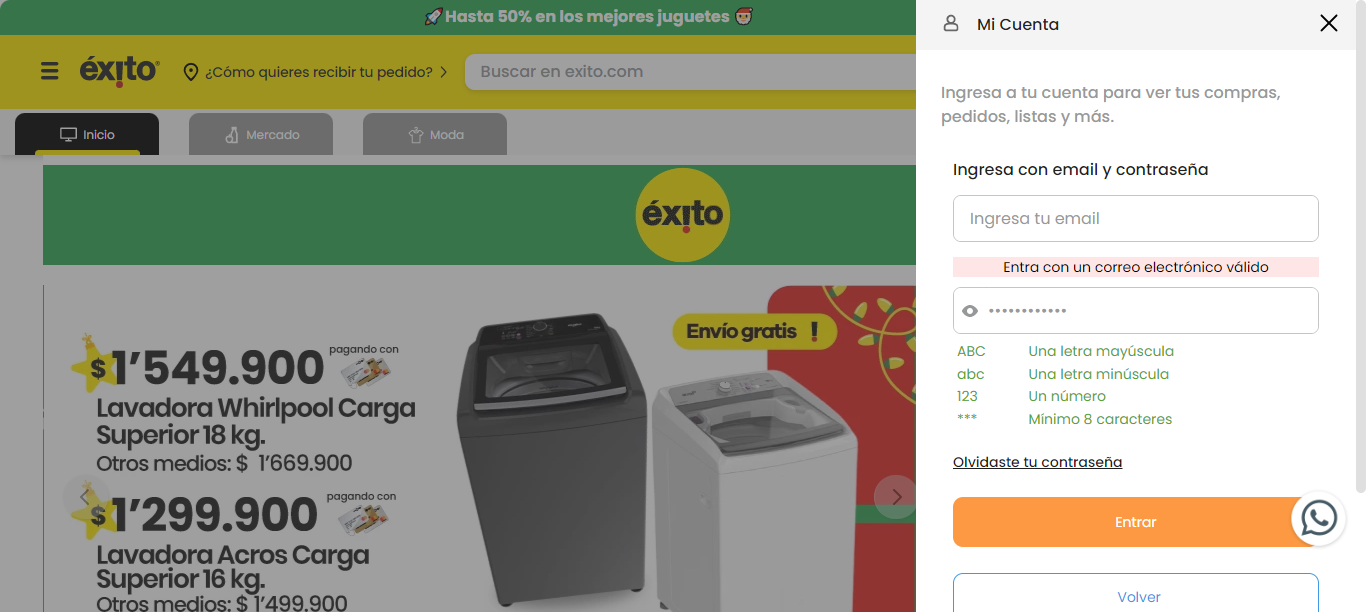 Hasta 50% en los mejores juguetes
éxito
¿Cómo quieres recibir tu pedido?
Buscar en exito.com
Inicio
Mercado
Moda
éxito
Envío gratis !
$1'549.900
pagando con
Lavadora Whirlpool Carga
Superior 18 kg.
Otros medios: $ 1'669.900
$1'299.900
pagando con
Lavadora Acros Carga
Superior 16 kg.
Otros medios: $ 1'499.900
Mi Cuenta
Ingresa a tu cuenta para ver tus compras,
pedidos, listas y más.
Ingresa con email y contraseña
Ingresa tu email
Entra con un correo electrónico válido
••••••••••••
ABC Una letra mayúscula
abc Una letra minúscula
123 Un número
*** Mínimo 8 caracteres
Olvidaste tu contraseña
Entrar
Volver